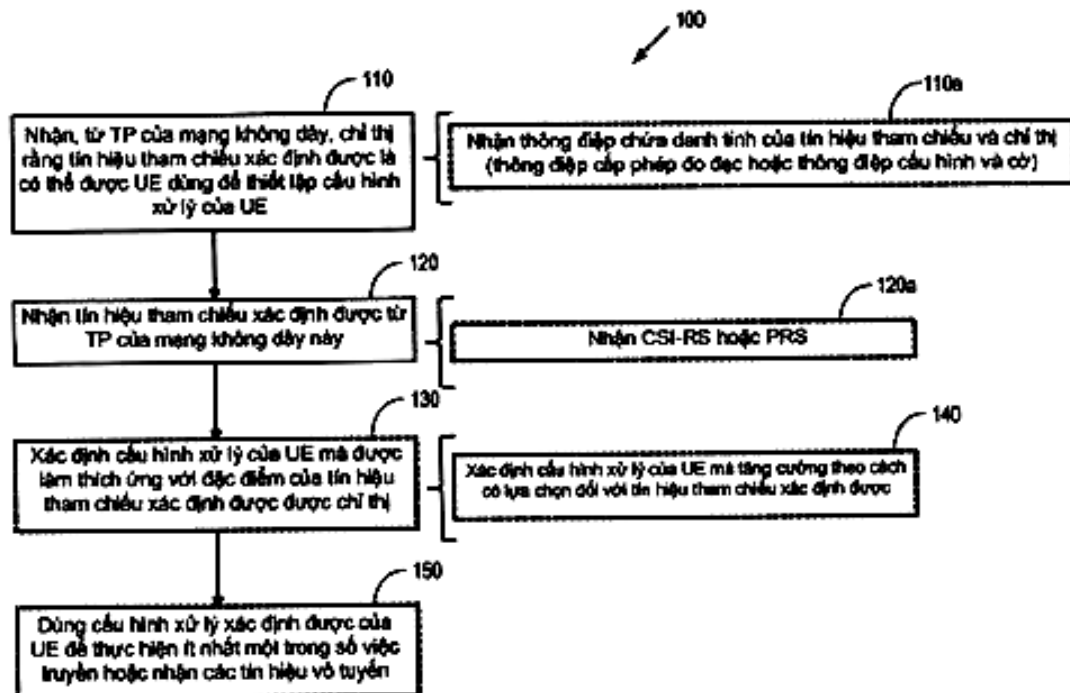 100
110
Nhận, từ TP của mạng không dây, chỉ thị
rằng tín hiệu tham chiếu xác định được là
có thể được UE dùng để thiết lập cấu hình
xử lý của UE
110a
Nhận thông điệp chứa danh tính của tín hiệu tham chiếu và chỉ thị
(thông điệp cấp phép đo đạc hoặc thông điệp cấu hình và cờ)
120
Nhận tín hiệu tham chiếu xác định được từ
TP của mạng không dây này
120a
Nhận CSI-RS hoặc PRS
130
Xác định cấu hình xử lý của UE mà được
làm thích ứng với đặc điểm của tín hiệu
tham chiếu xác định được được chỉ thị
140
Xác định cấu hình xử lý của UE mà tăng cường theo cách
có lựa chọn đối với tín hiệu tham chiếu xác định được
150
Dùng cấu hình xử lý xác định được của
UE để thực hiện ít nhất một trong số việc
truyền hoặc nhận các tín hiệu vô tuyến